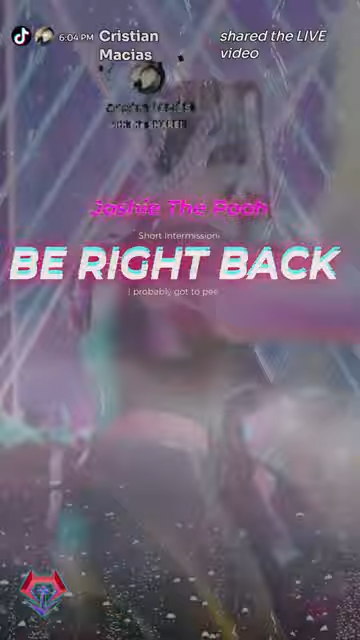 6:04 PM Cristian Macias shared the LIVE video
Joshie The Pooh
Short Intermission
BE RIGHT BACK
I probably got to pee